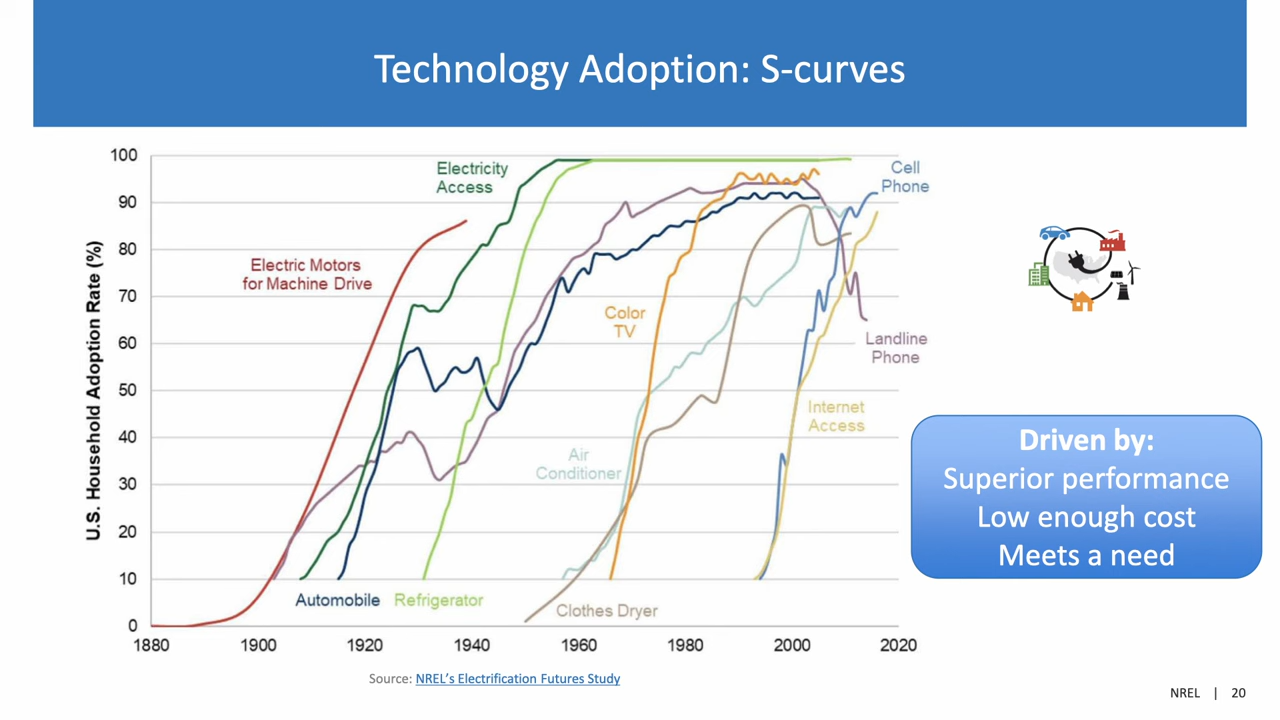 Technology Adoption: S-curves
U.S. Household Adoption Rate (%)
100
90
80
70
60
50
40
30
20
10
0
1880
1900
1920
1940
1960
1980
2000
2020
Electricity
Access
Cell
Phone
Electric Motors
for Machine Drive
Color
TV
Landline
Phone
Internet
Access
Air
Conditioner
Automobile
Refrigerator
Clothes Dryer
Driven by:
Superior performance
Low enough cost
Meets a need
Source: NREL's Electrification Futures Study
NREL | 20